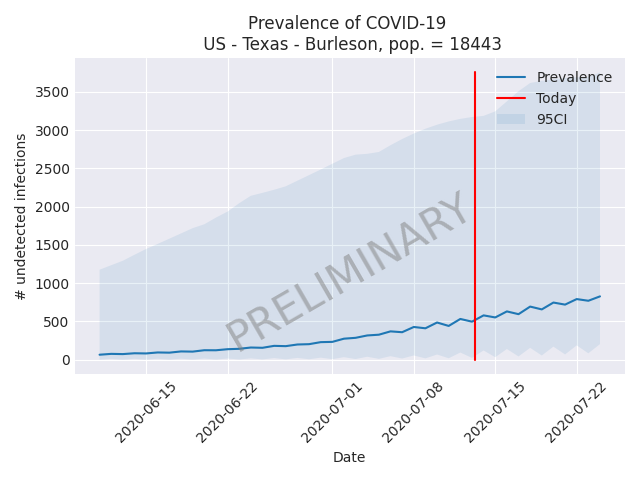 Prevalence of COVID-19
US - Texas - Burleson, pop. = 18443
# undetected infections
3500
3000
2500
2000
1500
1000
500
0
Prevalence
Today
95CI
PRELIMINARY
2020-06-15
2020-06-22
2020-07-01
2020-07-08
2020-07-15
2020-07-22
Date